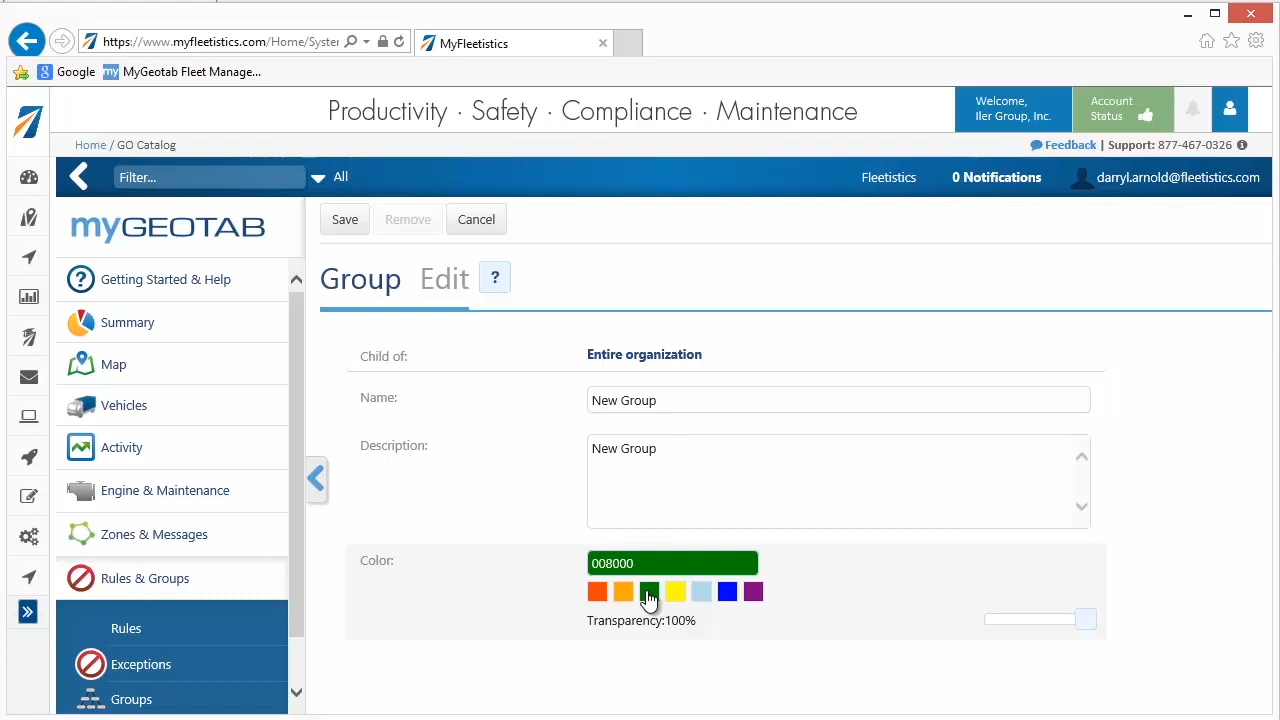 https://www.myfleetistics.com/Home/Syster
MyFleetistics
Google
MyGeotab Fleet Manage...
Productivity · Safety · Compliance · Maintenance
Welcome,
Iler Group, Inc.
Account
Status
Home / GO Catalog
Feedback | Support: 877-467-0326
Filter...
All
Fleetistics
0 Notifications
darryl.arnold@fleetistics.com
myGEOTAB
Save
Remove
Cancel
Group Edit ?
Getting Started & Help
Summary
Map
Vehicles
Activity
Engine & Maintenance
Zones & Messages
Rules & Groups
Rules
Exceptions
Groups
Child of:
Entire organization
Name:
New Group
Description:
New Group
Color:
008000
Transparency:100%